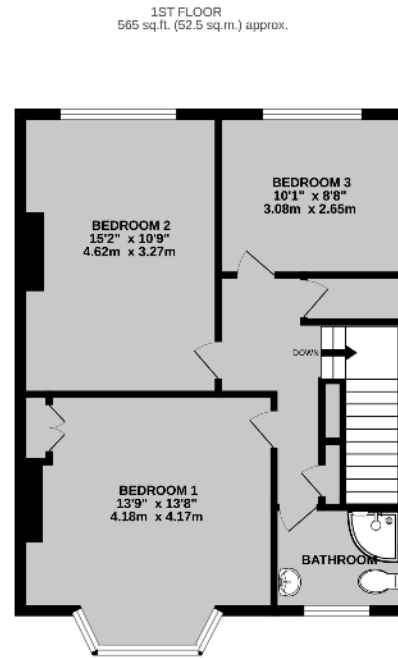 1ST FLOOR
565 sq.ft. (52.5 sq.m.) approx.
BEDROOM 2
15'2" x 10'9"
4.62m x 3.27m
BEDROOM 3
10'1" x 8'8"
3.08m x 2.65m
DOWN
BEDROOM 1
13'9" x 13'8"
4.18m x 4.17m
BATHROOM